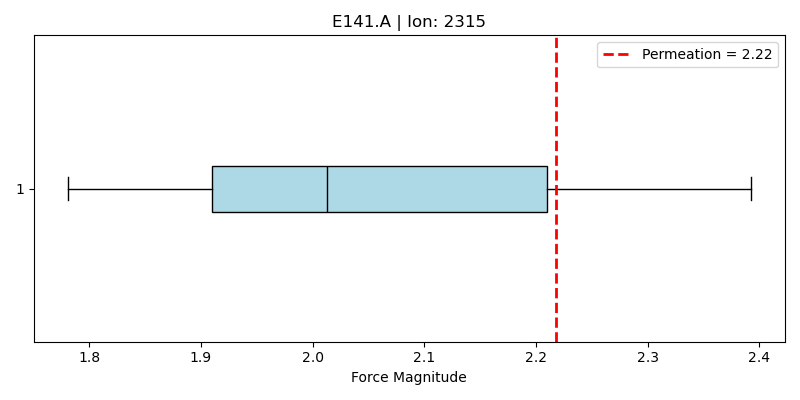 E141.A | Ion: 2315
Permeation = 2.22
1
1.8 1.9 2.0 2.1 2.2 2.3 2.4
Force Magnitude